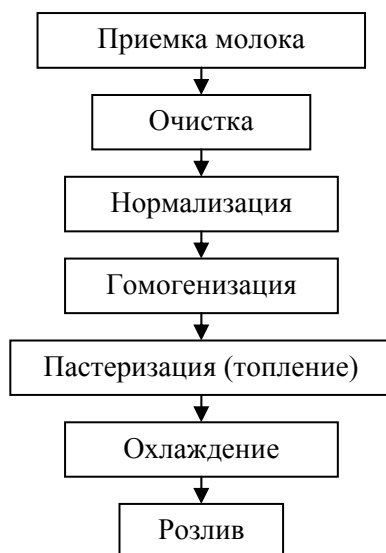 Приемка молока
Очистка
Нормализация
Гомогенизация
Пастеризация (топление)
Охлаждение
Розлив